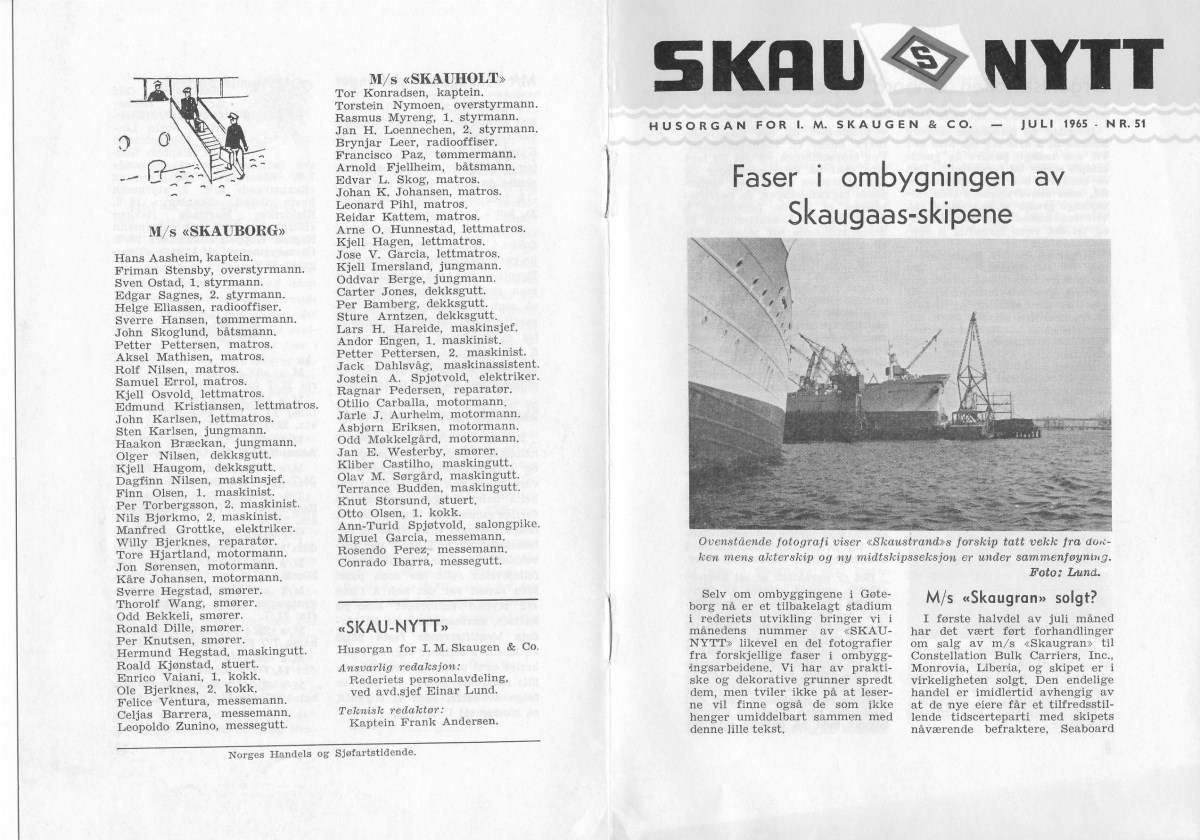 M/s «SKAUBORG»
Hans Aasheim, kaptein.
Friman Stensby, overstyrmann.
Sven Ostad, 1. styrmann.
Edgar Sagnes, 2. styrmann.
Helge Eliassen, radiooffiser.
Sverre Hansen, tømmermann.
John Skoglund, båtsmann.
Petter Pettersen, matros.
Aksel Mathisen, matros.
Rolf Nilsen, matros.
Samuel Errol, matros.
Kjell Osvold, lettmatros.
Edmund Kristiansen, lettmatros.
John Karlsen, lettmatros.
Sten Karlsen, jungmann.
Haakon Bræckan, jungmann.
Olger Nilsen, dekksgutt.
Kjell Haugom, dekksgutt.
Dagfinn Nilsen, maskinsjef.
Finn Olsen, 1. maskinist.
Per Torbergsson, 2. maskinist.
Nils Bjørkmo, 2. maskinist.
Manfred Grottke, elektriker.
Willy Bjerknes, reparatør.
Tore Hjartland, motormann.
Jon Sørensen, motormann.
Kåre Johansen, motormann.
Sverre Hegstad, smører.
Thorolf Wang, smører.
Odd Bekkeli, smører.
Ronald Dille, smører.
Per Knutsen, smører.
Hermund Hegstad, maskingutt.
Roald Kjønstad, stuert.
Enrico Vaiani, 1. kokk.
Ole Bjerknes, 2. kokk.
Felice Ventura, messemann.
Celjas Barrera, messemann.
Leopoldo Zunino, messegutt.
M/s «SKAUHOLT»
Tor Konradsen, kaptein.
Torstein Nymoen, overstyrmann.
Rasmus Myreng, 1. styrmann.
Jan H. Loennechen, 2. styrmann.
Brynjar Leer, radiooffiser.
Francisco Paz, tømmermann.
Arnold Fjellheim, båtsmann.
Edvar L. Skog, matros.
Johan K. Johansen, matros.
Leonard Pihl, matros.
Reidar Kattem, matros.
Arne O. Hunnestad, lettmatros.
Kjell Hagen, lettmatros.
Jose V. Garcia, lettmatros.
Kjell Imersland, jungmann.
Oddvar Berge, jungmann.
Carter Jones, dekksgutt.
Per Bamberg, dekksgutt.
Sture Arntzen, dekksgutt.
Lars H. Hareide, maskinsjef.
Andor Engen, 1. maskinist.
Petter Pettersen, 2. maskinist.
Jack Dahlsvåg, maskinassistent.
Jostein A. Spjøtvold, elektriker.
Ragnar Pedersen, reparatør.
Otilio Carballa, motormann.
Jarle J. Aurheim, motormann.
Asbjørn Eriksen, motormann.
Odd Møkkelgård, motormann.
Jan E. Westerby, smører.
Kliber Castilho, maskingutt.
Olav M. Sørgård, maskingutt.
Terrance Budden, maskingutt.
Knut Storsund, stuert.
Otto Olsen, 1. kokk.
Ann-Turid Spjøtvold, salongpike.
Miguel Garcia, messemann.
Rosendo Perez, messemann.
Conrado Ibarra, messegutt.
«SKAU-NYTT»
Husorgan for I. M. Skaugen & Co.
Ansvarlig redaksjon:
Rederiets personalavdeling,
ved avd.sjef Einar Lund.
Teknisk redaktør:
Kaptein Frank Andersen.
Norges Handels og Sjøfartstidende.
SKAU S NYTT
HUSORGAN FOR I. M. SKAUGEN & CO. — JULI 1965 - NR. 51
Faser i ombygningen av
Skaugaas-skipene
Ovenstående fotografi viser «Skaustrand»s forskip tatt vekk fra dok-
ken mens akterskip og ny midtskipsseksjon er under sammenføyning.
Foto: Lund.
Selv om ombyggingene i Gøte-
borg nå er et tilbakelagt stadium
i rederiets utvikling bringer vi i
månedens nummer av «SKAU-
NYTT» likevel en del fotografier
fra forskjellige faser i ombygg-
ingsarbeidene. Vi har av prakti-
ske og dekorative grunner spredt
dem, men tviler ikke på at leser-
ne vil finne også de som ikke
henger umiddelbart sammen med
denne lille tekst.
M/s «Skaugran» solgt?
I første halvdel av juli måned
har det vært ført forhandlinger
om salg av m/s «Skaugran» til
Constellation Bulk Carriers, Inc.,
Monrovia, Liberia, og skipet er i
virkeligheten solgt. Den endelige
handel er imidlertid avhengig av
at de nye eiere får et tilfredsstil-
lende tidscerteparti med skipets
nåværende befraktere, Seaboard